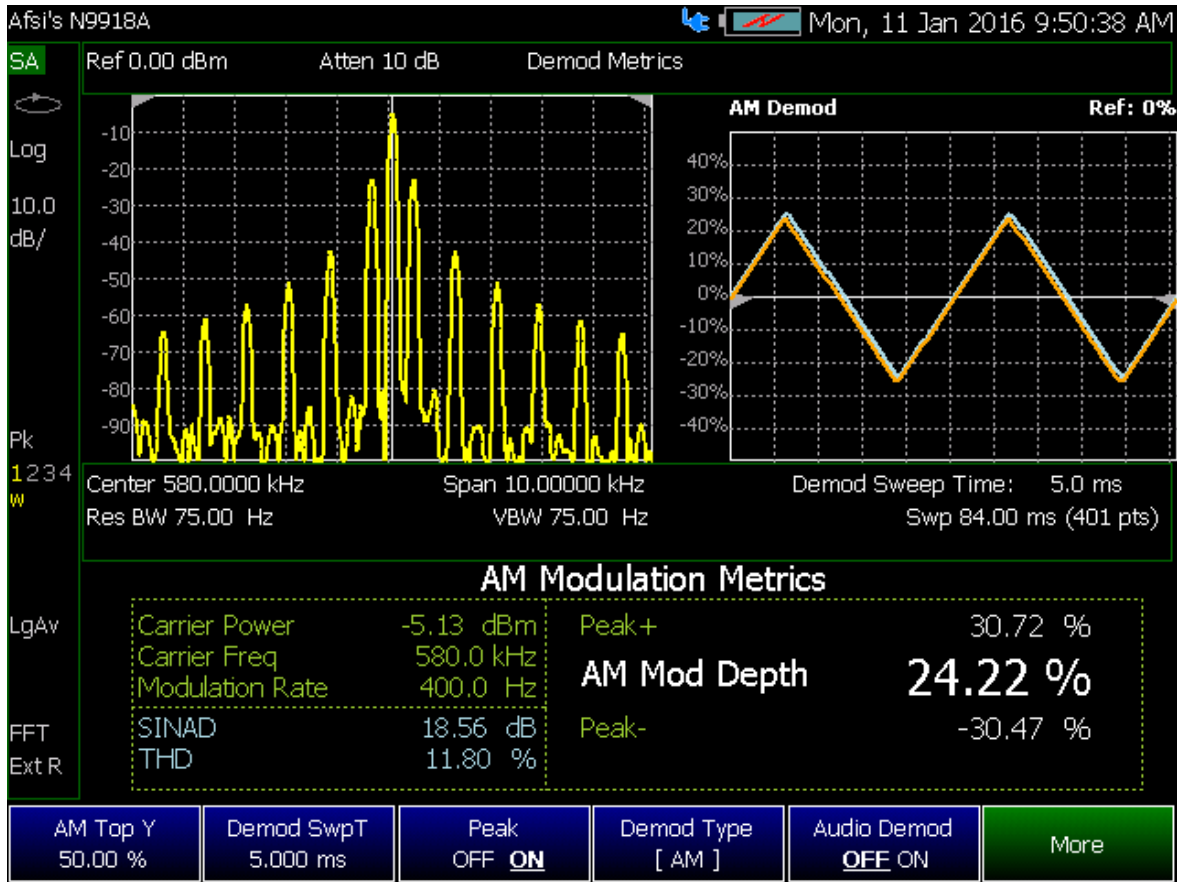 Afsi's N9918A Mon, 11 Jan 2016 9:50:38 AM
SA
Log
10.0
dB/
Pk
1234
W
LgAv
FFT
Ext R
Ref 0.00 dBm Atten 10 dB Demod Metrics
-10
-20
-30
-40
-50
-60
-70
-80
-90
AM Demod Ref: 0%
40%
30%
20%
10%
0%
-10%
-20%
-30%
-40%
Center 580.0000 kHz Span 10.00000 kHz Demod Sweep Time: 5.0 ms
Res BW 75.00 Hz VBW 75.00 Hz Swp 84.00 ms (401 pts)
AM Modulation Metrics
Carrier Power -5.13 dBm
Carrier Freq 580.0 kHz
Modulation Rate 400.0 Hz
SINAD 18.56 dB
THD 11.80 %
Peak+ 30.72 %
AM Mod Depth 24.22 %
Peak- -30.47 %
AM Top Y
50.00 %
Demod SwpT
5.000 ms
Peak
OFF ON
Demod Type
[ AM ]
Audio Demod
OFF ON
More